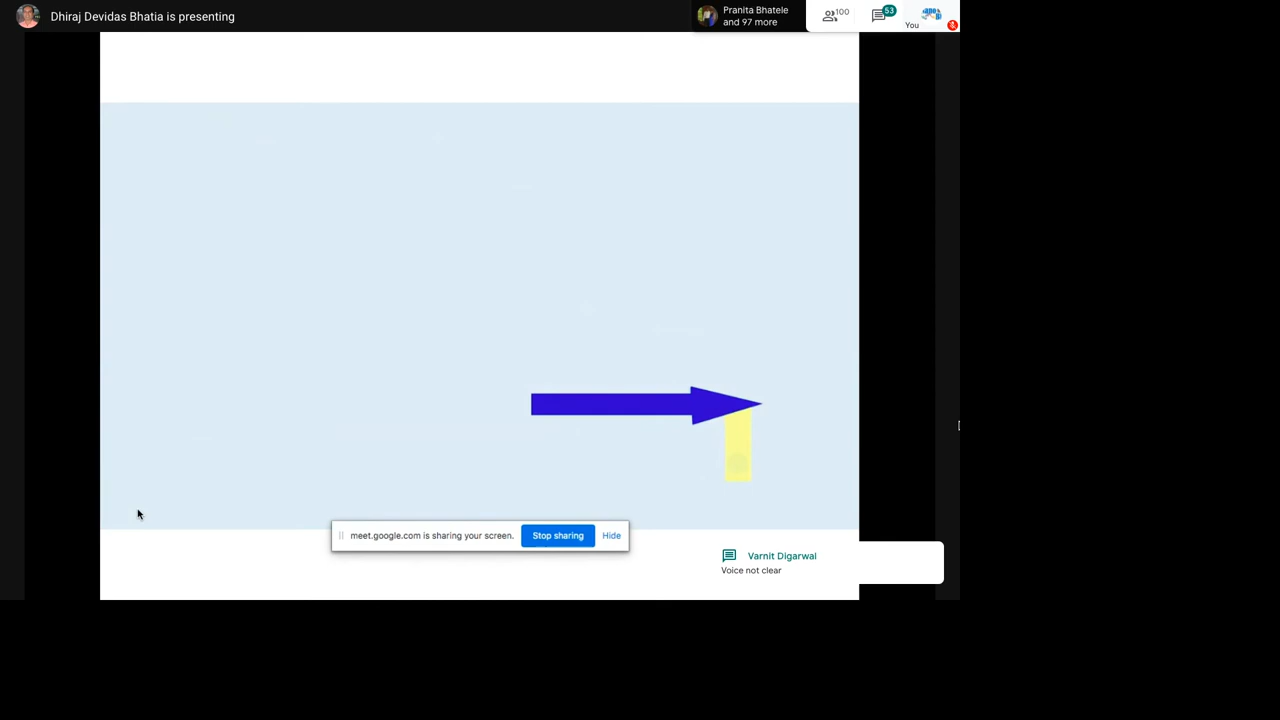 Dhiraj Devidas Bhatia is presenting
Pranita Bhatele
and 97 more
100
53
You
meet.google.com is sharing your screen.
Stop sharing
Hide
Varnit Digarwal
Voice not clear